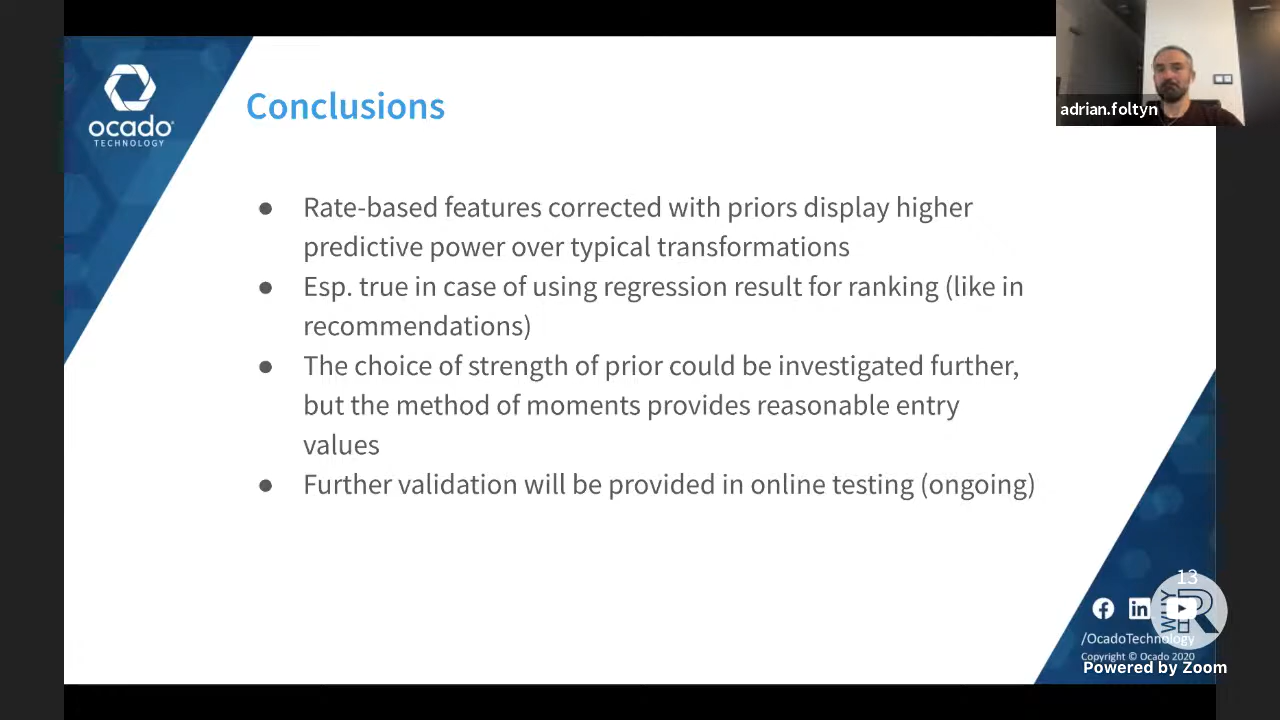 ocado
TECHNOLOGY
Conclusions
adrian.foltyn
● Rate-based features corrected with priors display higher
predictive power over typical transformations
● Esp. true in case of using regression result for ranking (like in
recommendations)
● The choice of strength of prior could be investigated further,
but the method of moments provides reasonable entry
values
● Further validation will be provided in online testing (ongoing)
13
WHY R
/OcadoTechnology
Copyright © Ocado 2020
Powered by Zoom